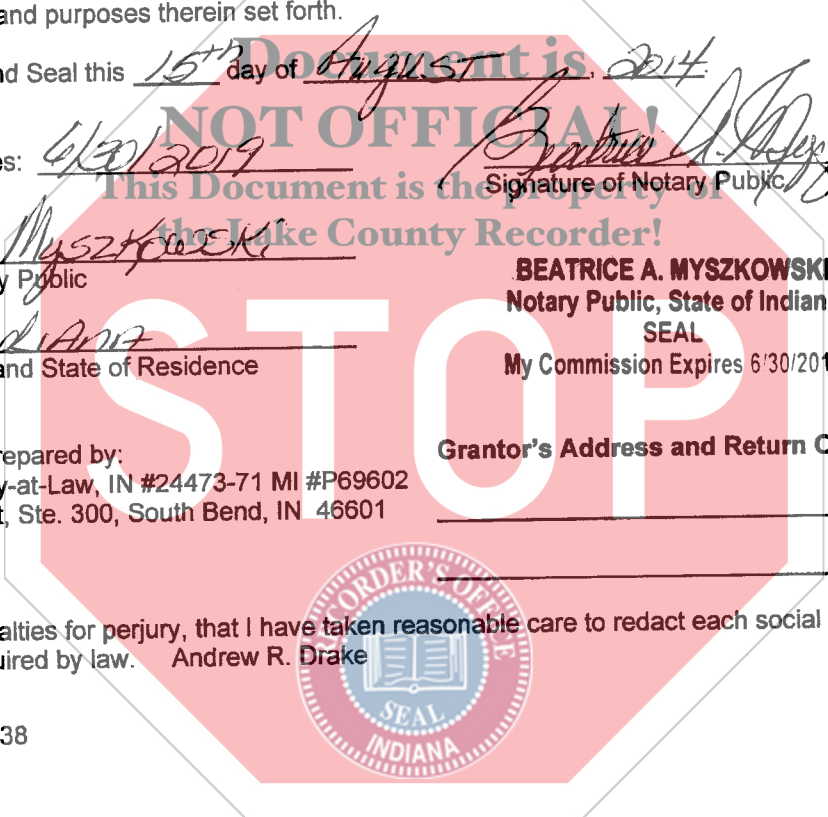 and purposes therein set forth.
Document is
nd Seal this 15th day of August, 2014.
NOT OFFICIAL!
es: 6/30/2019
Beatrice A.
This Document is the property of
Signature of Notary Public
Myszkowski
the Lake County Recorder!
y Public
BEATRICE A. MYSZKOWSKI
Notary Public, State of Indian
SEAL
My Commission Expires 6/30/201
DIANA
and State of Residence
STOP
Grantor's Address and Return O
repared by:
y-at-Law, IN #24473-71 MI #P69602
t, Ste. 300, South Bend, IN 46601
RECORDER'S OFFICE
SEAL
INDIANA
alties for perjury, that I have taken reasonable care to redact each social
uired by law. Andrew R. Drake
38